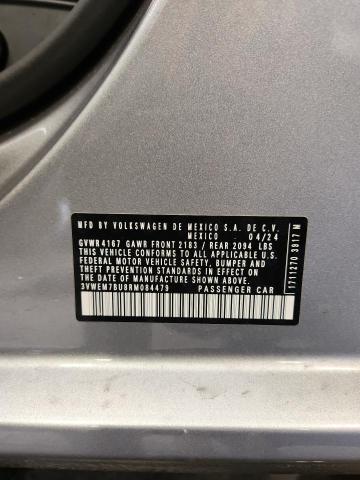 MFD BY VOLKSWAGEN DE MEXICO S.A. DE C.V.
MEXICO 04/24
GVWR 4167 GAWR FRONT 2183 / REAR 2094 LBS
THIS VEHICLE CONFORMS TO ALL APPLICABLE U.S.
FEDERAL MOTOR VEHICLE SAFETY, BUMPER AND
THEFT PREVENTION STANDARDS IN EFFECT ON
THE DATE OF MANUFACTURE SHOWN ABOVE.
3VWEM7BU8RM084479 PASSENGER CAR
1711270 3817 M